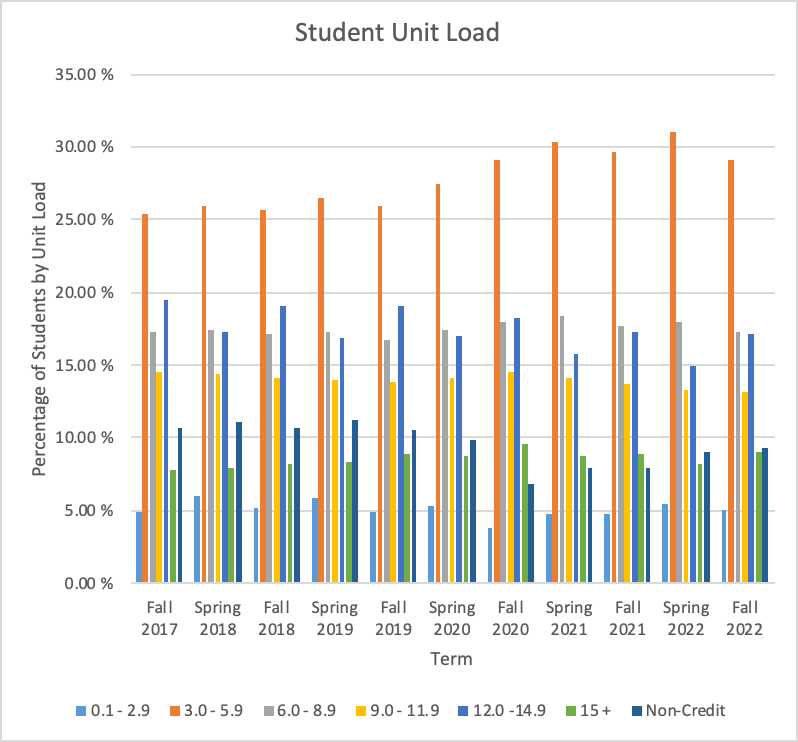 Student Unit Load
Percentage of Students by Unit Load
35.00 %
30.00 %
25.00 %
20.00 %
15.00 %
10.00 %
5.00 %
0.00 %
Fall Spring Fall Spring Fall Spring Fall Spring Fall Spring Fall
2017 2018 2018 2019 2019 2020 2020 2021 2021 2022 2022
Term
0.1 - 2.9 3.0 - 5.9 6.0 - 8.9 9.0 - 11.9 12.0 -14.9 15 + Non-Credit